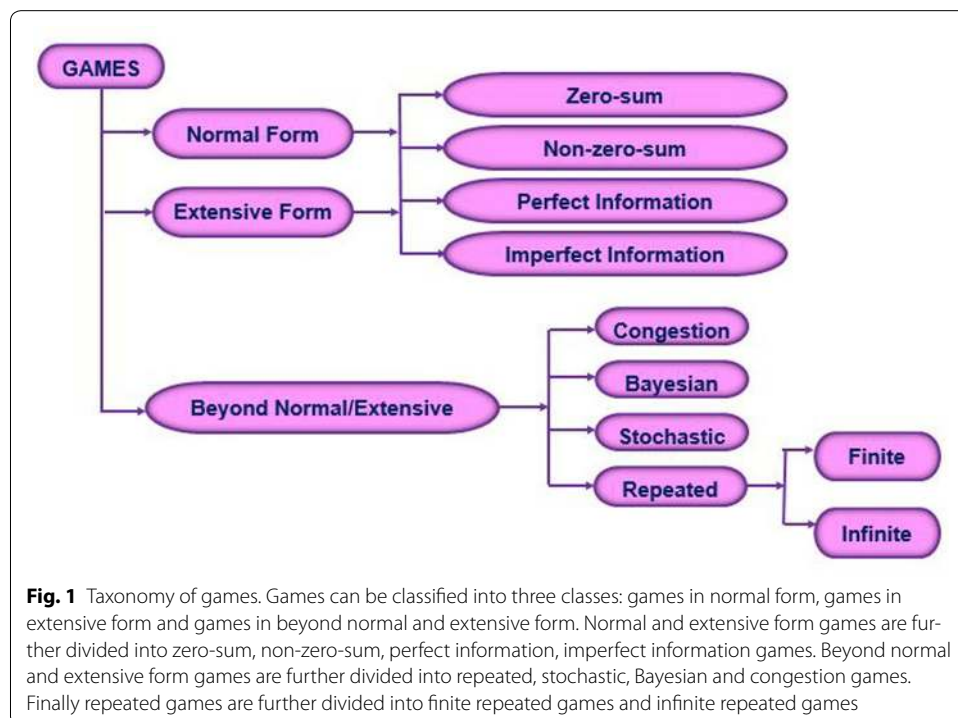 GAMES
Normal Form
Extensive Form
Zero-sum
Non-zero-sum
Perfect Information
Imperfect Information
Beyond Normal/Extensive
Congestion
Bayesian
Stochastic
Repeated
Finite
Infinite
Fig. 1 Taxonomy of games. Games can be classified into three classes: games in normal form, games in
extensive form and games in beyond normal and extensive form. Normal and extensive form games are fur-
ther divided into zero-sum, non-zero-sum, perfect information, imperfect information games. Beyond normal
and extensive form games are further divided into repeated, stochastic, Bayesian and congestion games.
Finally repeated games are further divided into finite repeated games and infinite repeated games